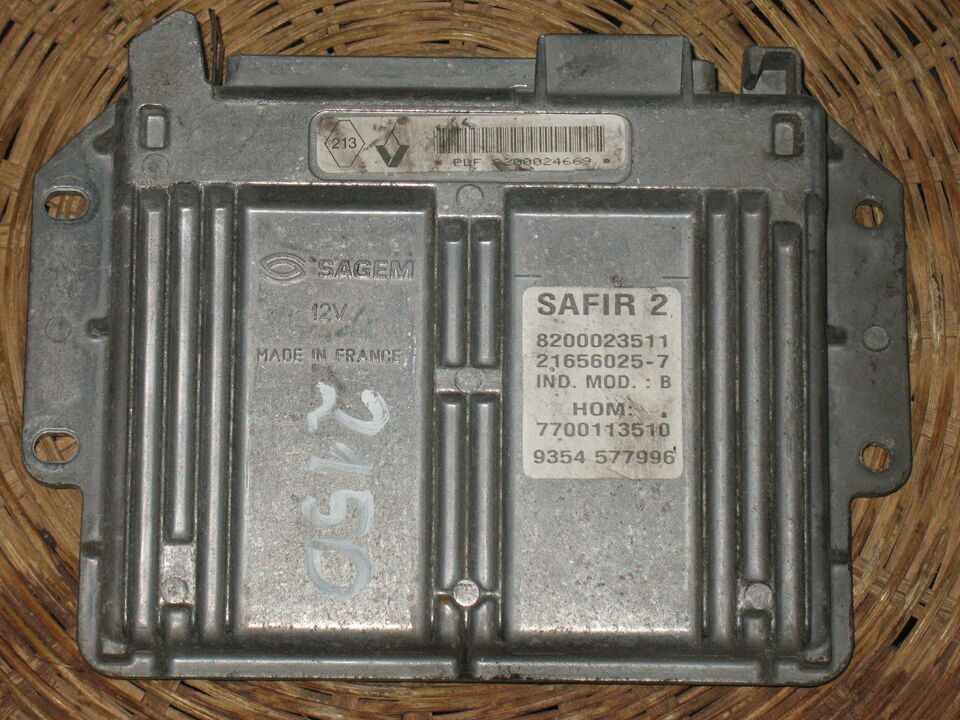 213
* PLF 8200024669 *
SAGEM
12V
MADE IN FRANCE
2150
SAFIR 2
8200023511
21656025-7
IND. MOD. : B
HOM:
7700113510
9354 577996